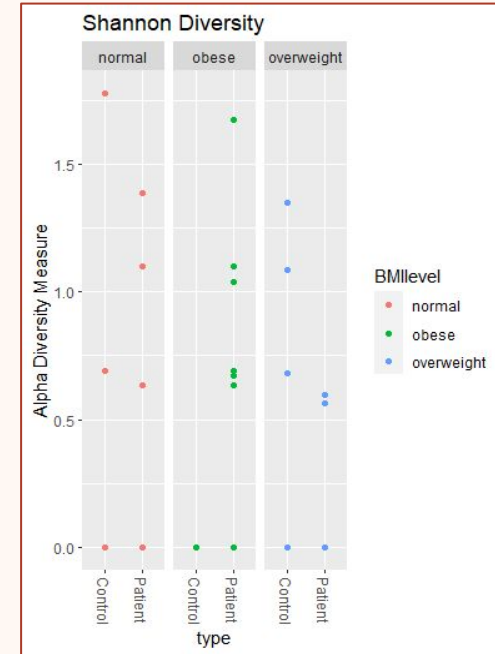 Shannon Diversity
normal obese overweight
Alpha Diversity Measure
1.5
1.0
0.5
0.0
Control Patient Control Patient Control Patient
type
BMIlevel
normal
obese
overweight